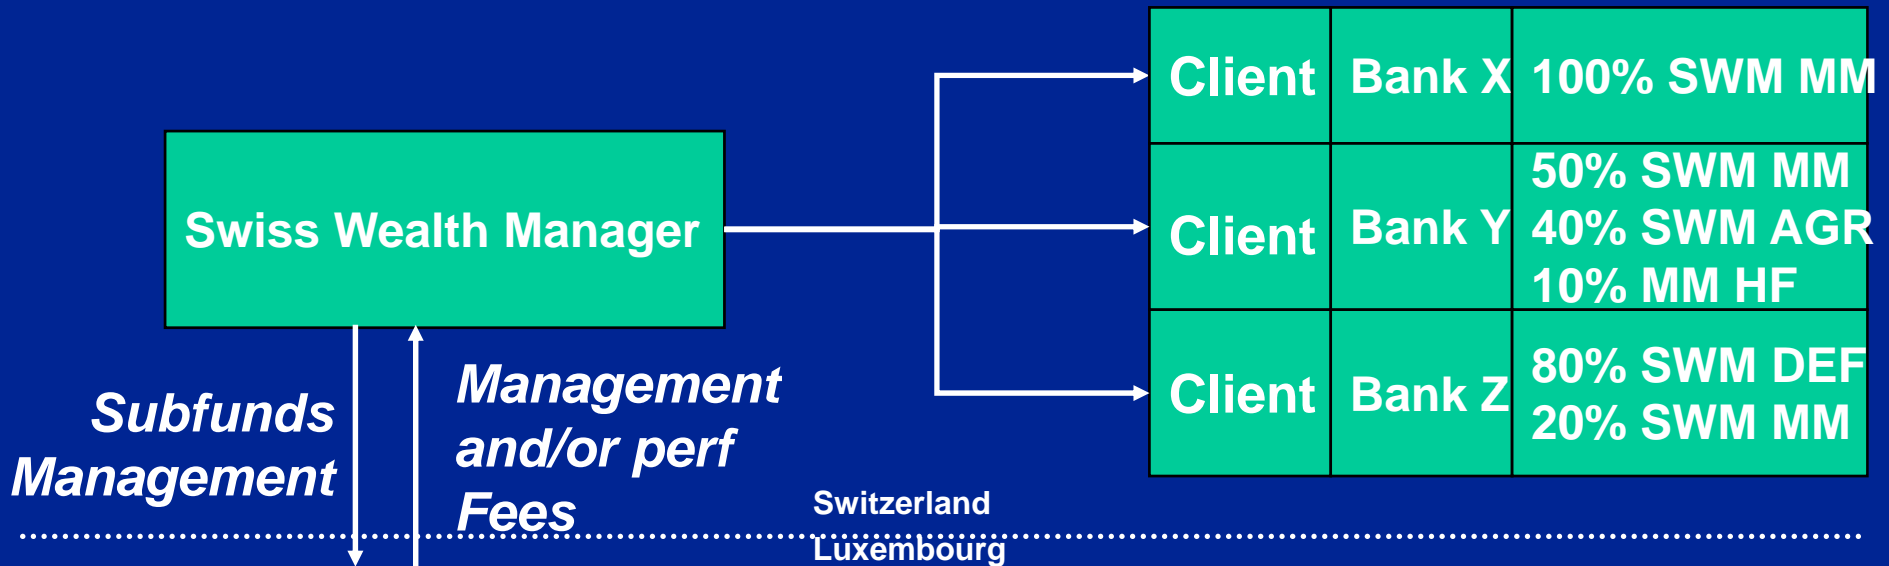 Swiss Wealth Manager
Client Bank X 100% SWM MM
Client Bank Y 50% SWM MM
40% SWM AGR
10% MM HF
Client Bank Z 80% SWM DEF
20% SWM MM
Subfunds
Management
Management
and/or perf
Fees
Switzerland
Luxembourg